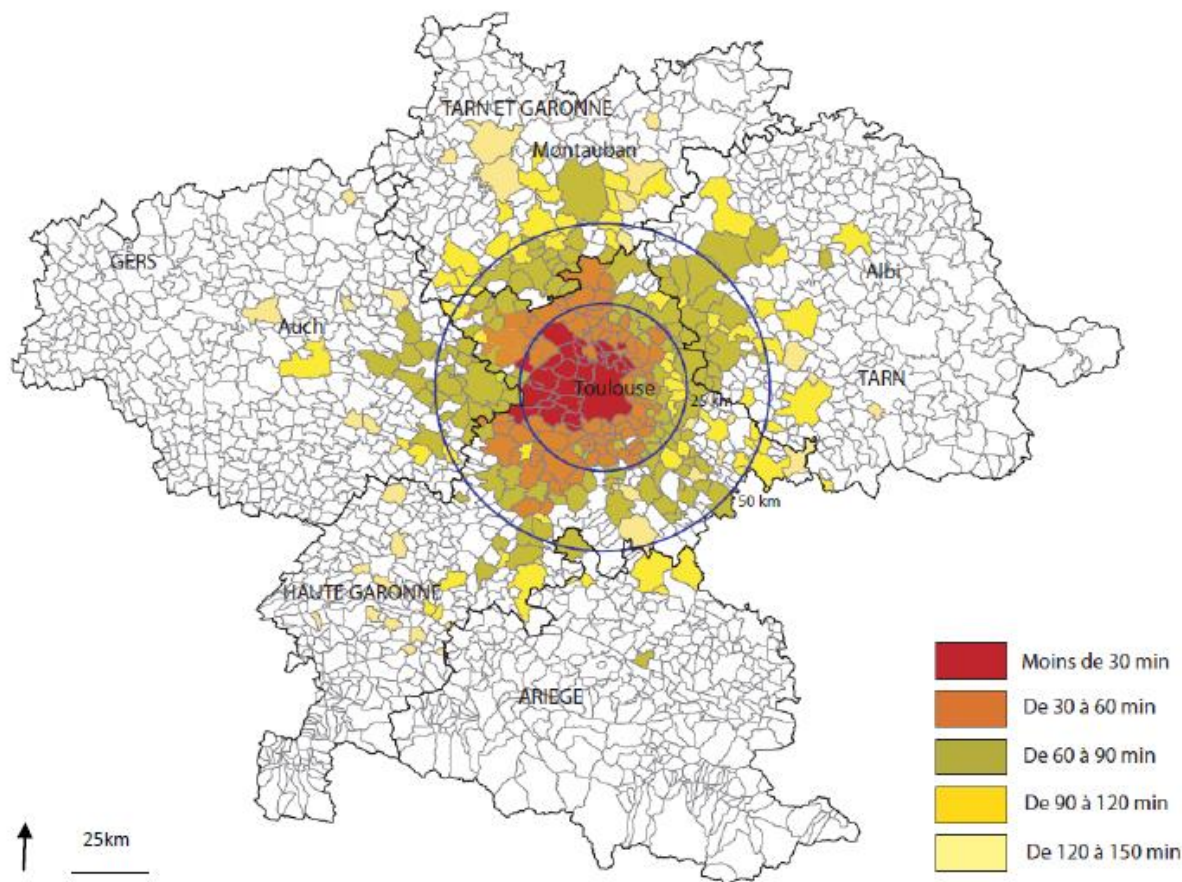 TARN ET GARONNE
Montauban
GERS
Albi
Auch
Toulouse
TARN
25 km
50 km
HAUTE GARONNE
ARIEGE
Moins de 30 min
De 30 à 60 min
De 60 à 90 min
De 90 à 120 min
De 120 à 150 min
25km